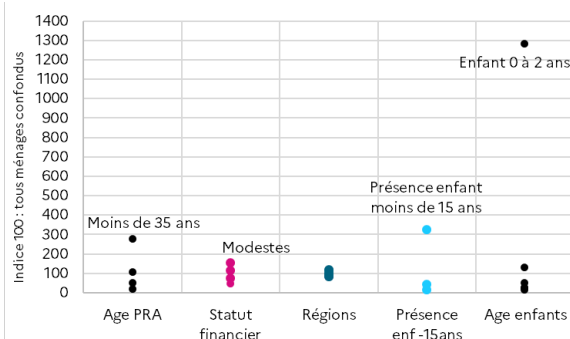 1400
1300
1200
1100
1000
900
800
700
600
500
400
300
200
100
0
Indice 100 : tous ménages confondus
Enfant 0 à 2 ans
Présence enfant
moins de 15 ans
Moins de 35 ans
Modestes
Age PRA
Statut
financier
Régions
Présence
enf -15ans
Age enfants